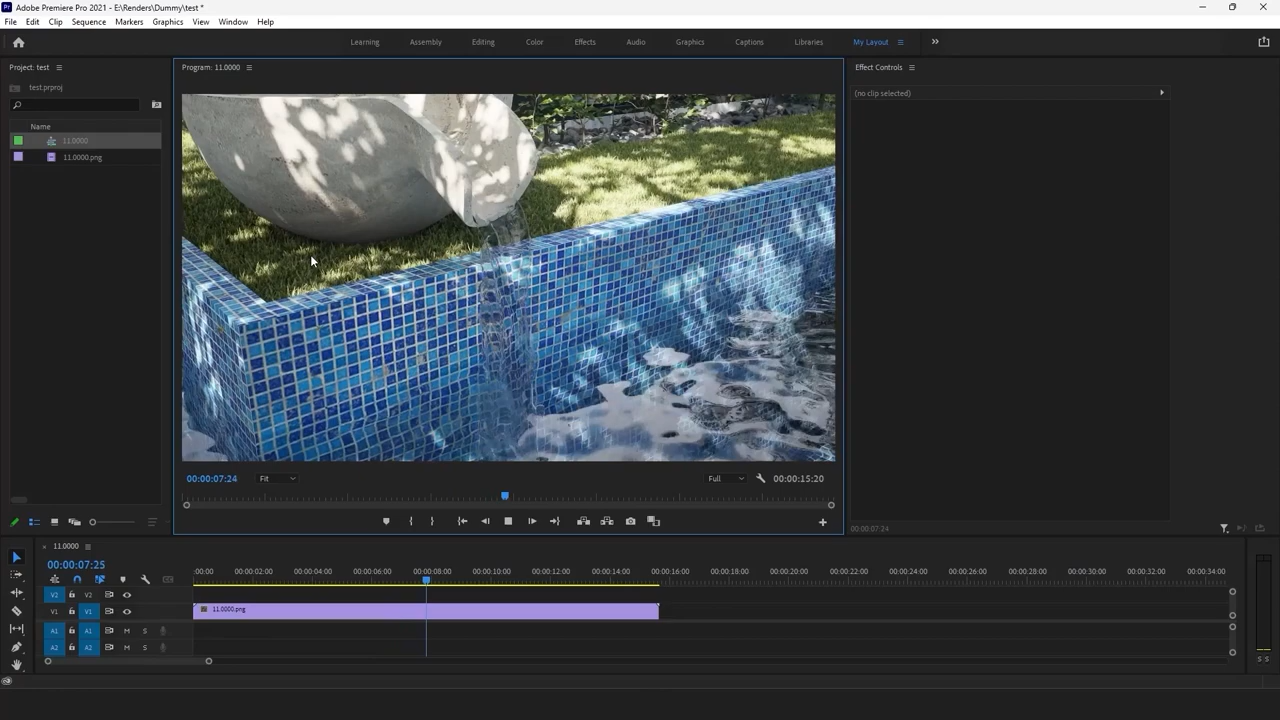 Adobe Premiere Pro 2021 - E:\Renders\Dummy\test *
File Edit Clip Sequence Markers Graphics View Window Help
Learning Assembly Editing Color Effects Audio Graphics Captions Libraries My Layout
Project: test
Program: 11.0000
Effect Controls
test.prproj
(no clip selected)
Name
11.0000
11.0000.png
00:00:07:24 Fit Full 00:00:15:20
00:00:07:24
11.0000
00:00:07:25
:00:00 00:00:02:00 00:00:04:00 00:00:06:00 00:00:08:00 00:00:10:00 00:00:12:00 00:00:14:00 00:00:16:00 00:00:18:00 00:00:20:00 00:00:22:00 00:00:24:00 00:00:26:00 00:00:28:00 00:00:30:00 00:00:32:00 00:00:34:00
V2 V2
V1 V1 11.0000.png
A1 A1 M S
A2 A2 M S
S S